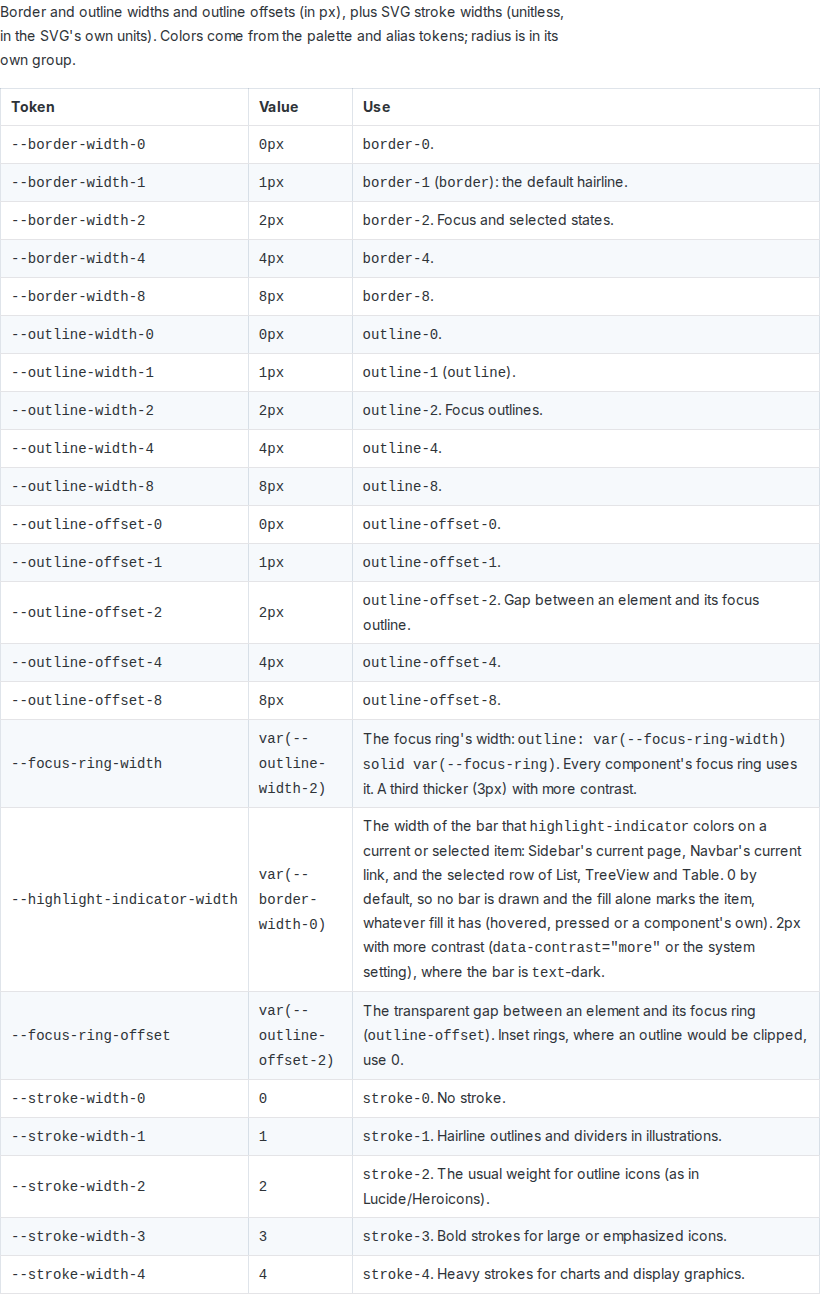 Border and outline widths and outline offsets (in px), plus SVG stroke widths (unitless,
in the SVG's own units). Colors come from the palette and alias tokens; radius is in its
own group.
Token Value Use
--border-width-0 0px border-0.
--border-width-1 1px border-1 (border): the default hairline.
--border-width-2 2px border-2. Focus and selected states.
--border-width-4 4px border-4.
--border-width-8 8px border-8.
--outline-width-0 0px outline-0.
--outline-width-1 1px outline-1 (outline).
--outline-width-2 2px outline-2. Focus outlines.
--outline-width-4 4px outline-4.
--outline-width-8 8px outline-8.
--outline-offset-0 0px outline-offset-0.
--outline-offset-1 1px outline-offset-1.
--outline-offset-2 2px outline-offset-2. Gap between an element and its focus
outline.
--outline-offset-4 4px outline-offset-4.
--outline-offset-8 8px outline-offset-8.
--focus-ring-width
var(--
outline-
width-2)
The focus ring's width: outline: var(--focus-ring-width)
solid var(--focus-ring). Every component's focus ring uses
it. A third thicker (3px) with more contrast.
--highlight-indicator-width
var(--
border-
width-0)
The width of the bar that highlight-indicator colors on a
current or selected item: Sidebar's current page, Navbar's current
link, and the selected row of List, TreeView and Table. 0 by
default, so no bar is drawn and the fill alone marks the item,
whatever fill it has (hovered, pressed or a component's own). 2px
with more contrast (data-contrast="more" or the system
setting), where the bar is text-dark.
--focus-ring-offset
var(--
outline-
offset-2)
The transparent gap between an element and its focus ring
(outline-offset). Inset rings, where an outline would be clipped,
use 0.
--stroke-width-0 0 stroke-0. No stroke.
--stroke-width-1 1 stroke-1. Hairline outlines and dividers in illustrations.
--stroke-width-2 2 stroke-2. The usual weight for outline icons (as in
Lucide/Heroicons).
--stroke-width-3 3 stroke-3. Bold strokes for large or emphasized icons.
--stroke-width-4 4 stroke-4. Heavy strokes for charts and display graphics.